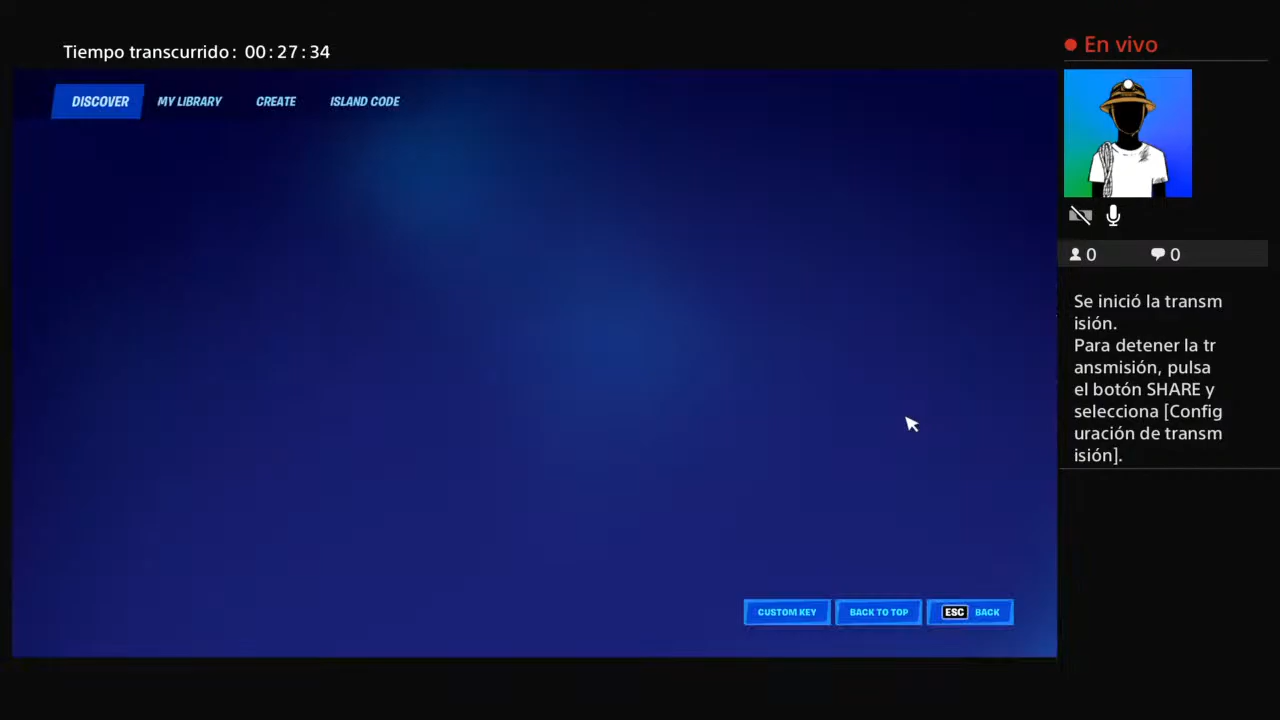 Tiempo transcurrido: 00:27:34
En vivo
DISCOVER MY LIBRARY CREATE ISLAND CODE
0 0
Se inició la transm
isión.
Para detener la tr
ansmisión, pulsa
el botón SHARE y
selecciona [Config
uración de transm
isión].
CUSTOM KEY BACK TO TOP ESC BACK